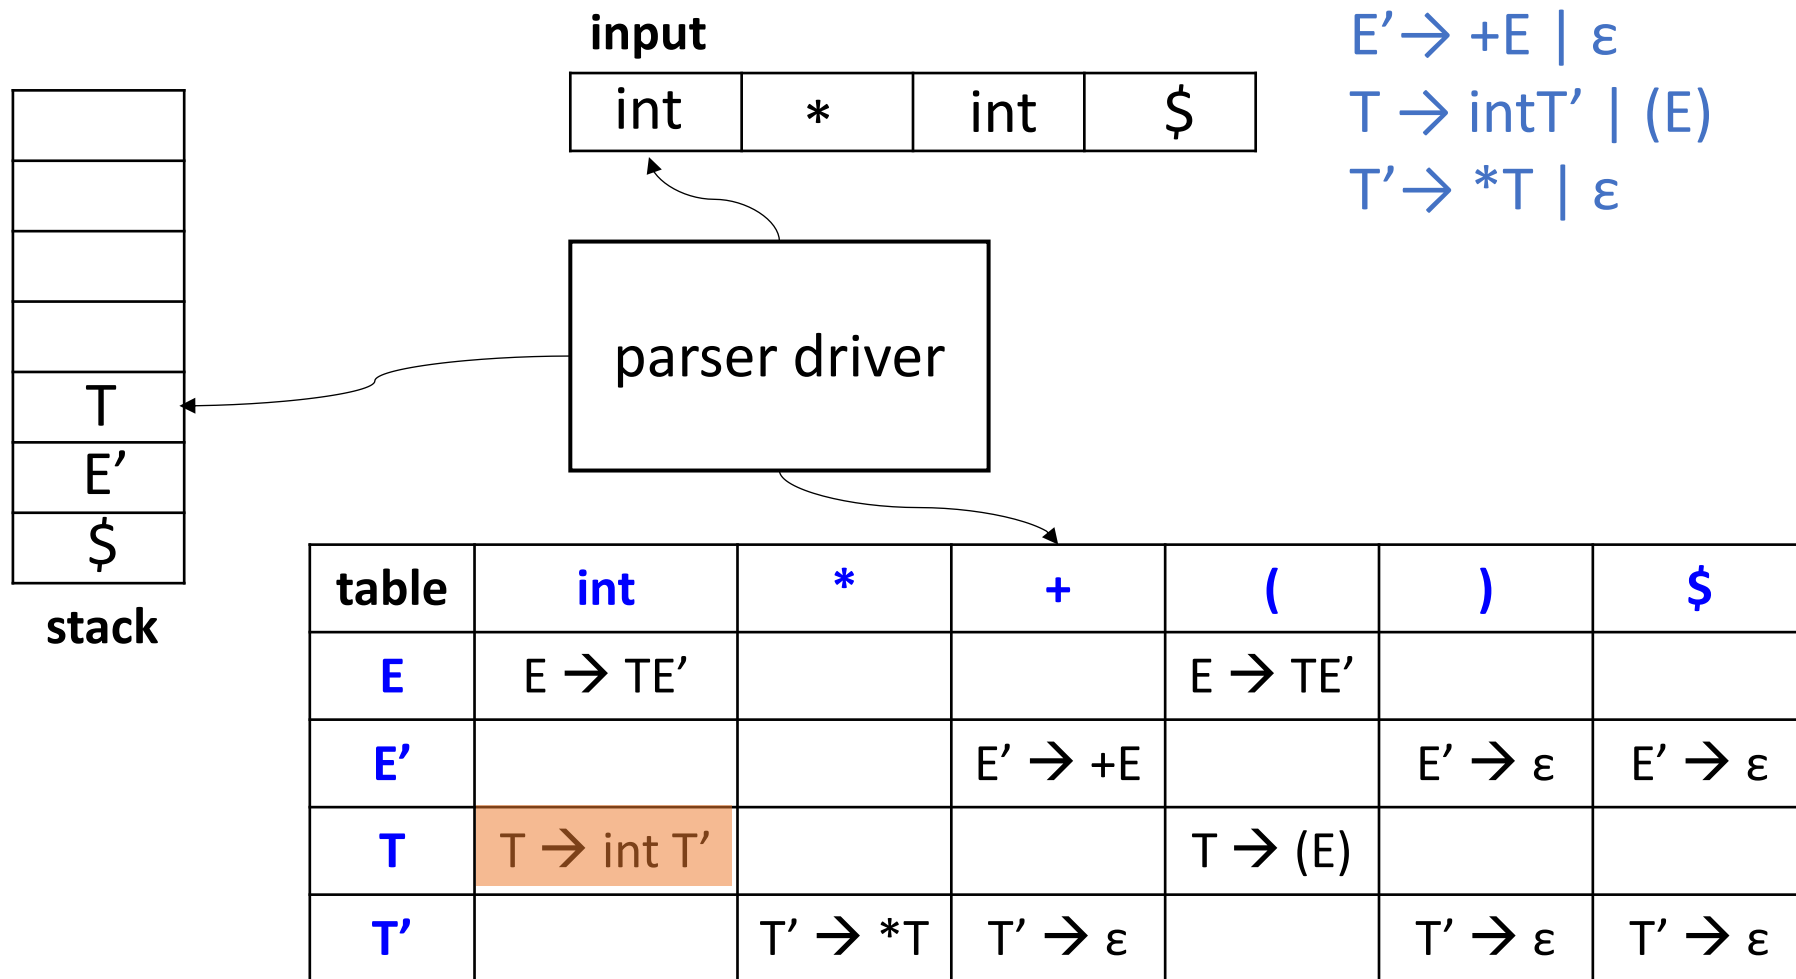 input
int * int $
E’→ +E | ε
T → intT’ | (E)
T’→ *T | ε
parser driver
T
E’
$
stack
table int * + ( ) $
E E → TE’ E → TE’
E’ E’ → +E E’ → ε E’ → ε
T T → int T’ T → (E)
T’ T’ → *T T’ → ε T’ → ε T’ → ε